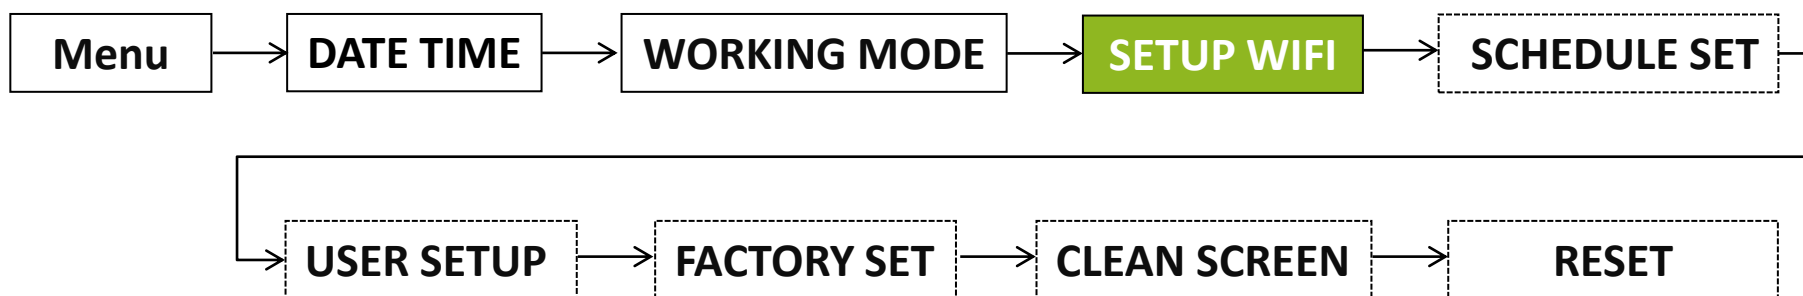 Menu DATE TIME WORKING MODE SETUP WIFI SCHEDULE SET
USER SETUP FACTORY SET CLEAN SCREEN RESET